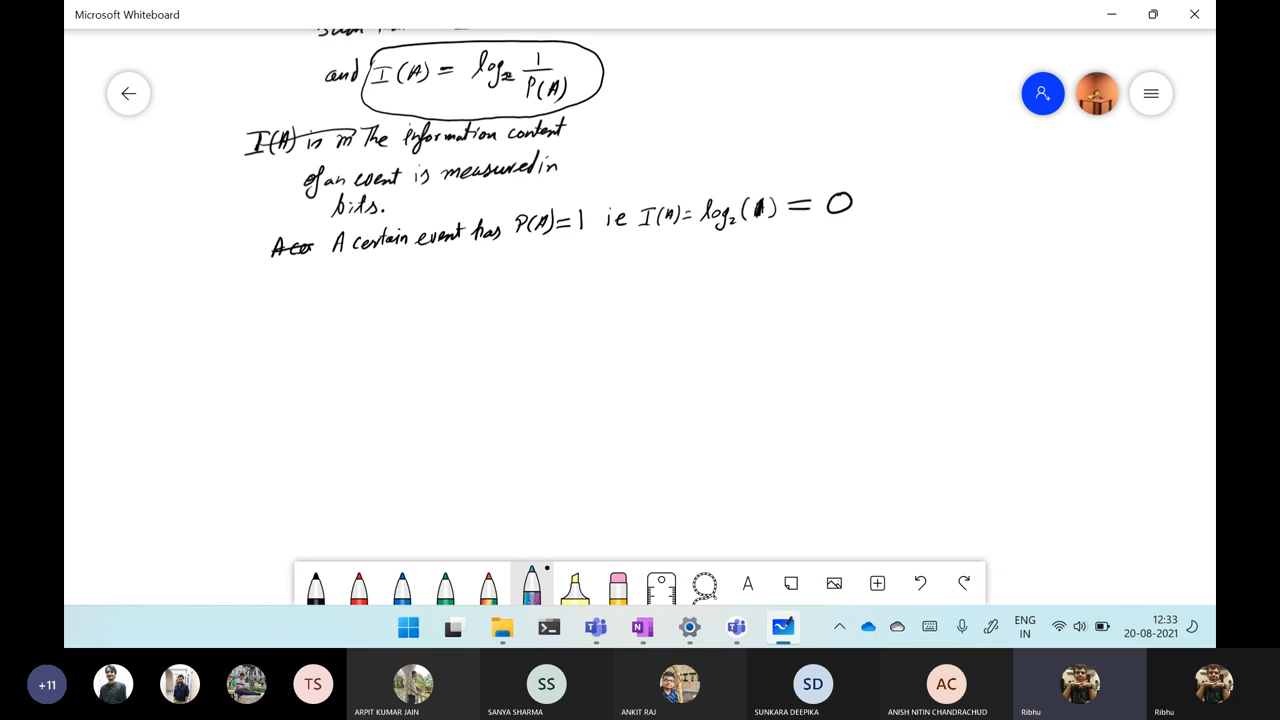 Microsoft Whiteboard
and I(A) = log₂ 1/P(A)
I(A) is m The information content
of an event is measured in
bits.
A certain event has P(A)=1 ie I(A)= log₂(1) = 0
A
ENG
IN
12:33
20-08-2021
+11
TS
SS
SD
AC
ARPIT KUMAR JAIN
SANYA SHARMA
ANKIT RAJ
SUNKARA DEEPIKA
ANISH NITIN CHANDRACHUD
Ribhu
Ribhu